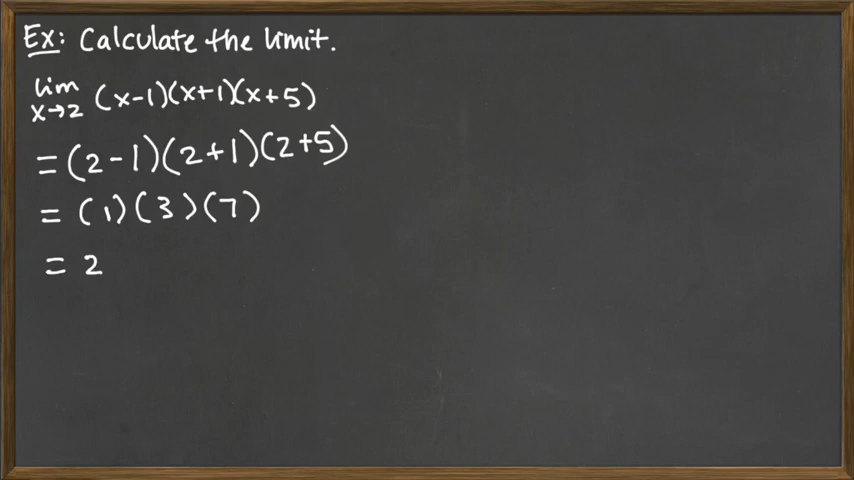 Ex: Calculate the limit.
lim x→2 (x-1)(x+1)(x+5)
= (2-1)(2+1)(2+5)
= (1)(3)(7)
= 2